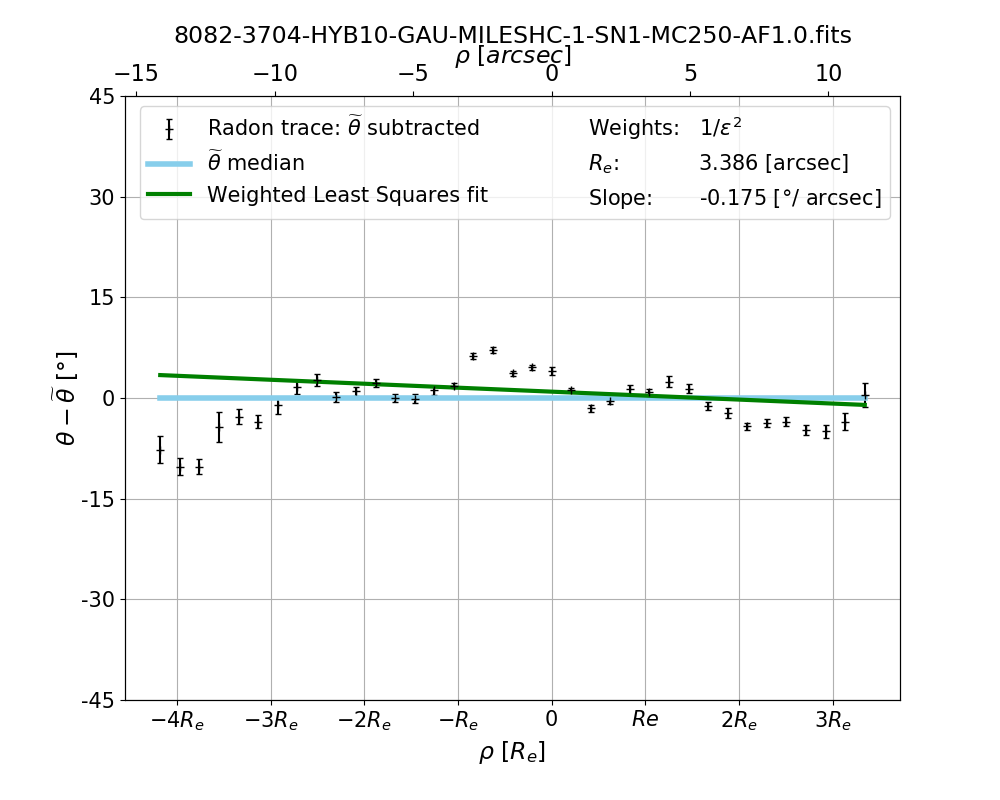 8082-3704-HYB10-GAU-MILESHC-1-SN1-MC250-AF1.0.fits
ρ [arcsec]
−15 −10 −5 0 5 10
45
30
15
0
-15
-30
-45
θ − θ̃ [°]
Radon trace: θ̃ subtracted
θ̃ median
Weighted Least Squares fit
Weights: 1/ε²
Rₑ: 3.386 [arcsec]
Slope: -0.175 [°/ arcsec]
−4Rₑ −3Rₑ −2Rₑ −Rₑ 0 Re 2Rₑ 3Rₑ
ρ [Rₑ]